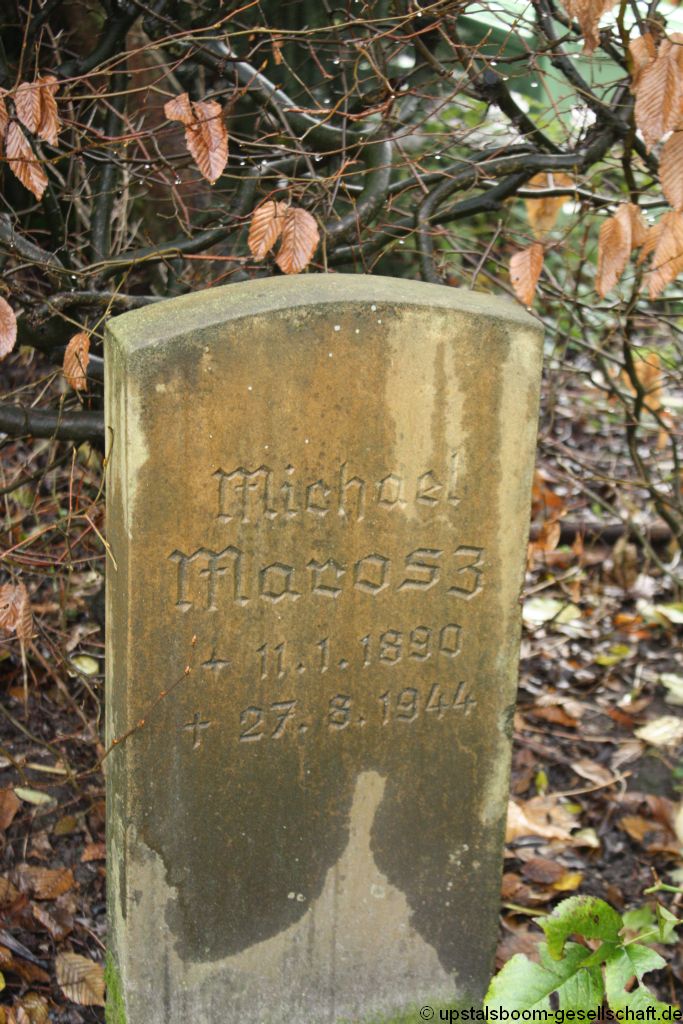 Michael
Marosz
+ 11.1.1890
+ 27.8.1944
© upstalsboom-gesellschaft.de